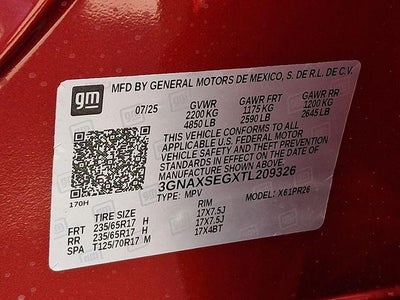 gm
MFD BY GENERAL MOTORS DE MEXICO, S. DE R.L. DE C.V.
07/25 GVWR GAWR FRT GAWR RR
2200 KG 1175 KG 1200 KG
4850 LB 2590 LB 2645 LB
THIS VEHICLE CONFORMS TO ALL APPLICABLE
U.S. FEDERAL MOTOR VEHICLE SAFETY
AND THEFT PREVENTION
STANDARDS IN EFFECT ON THE DATE OF
MANUFACTURE SHOWN ABOVE.
3GNAXSEGXTL209326
TYPE: MPV MODEL: X61PR26
170H
TIRE SIZE RIM
FRT 235/65R17 H 17X7.5J
RR 235/65R17 H 17X7.5J
SPA T125/70R17 M 17X4BT